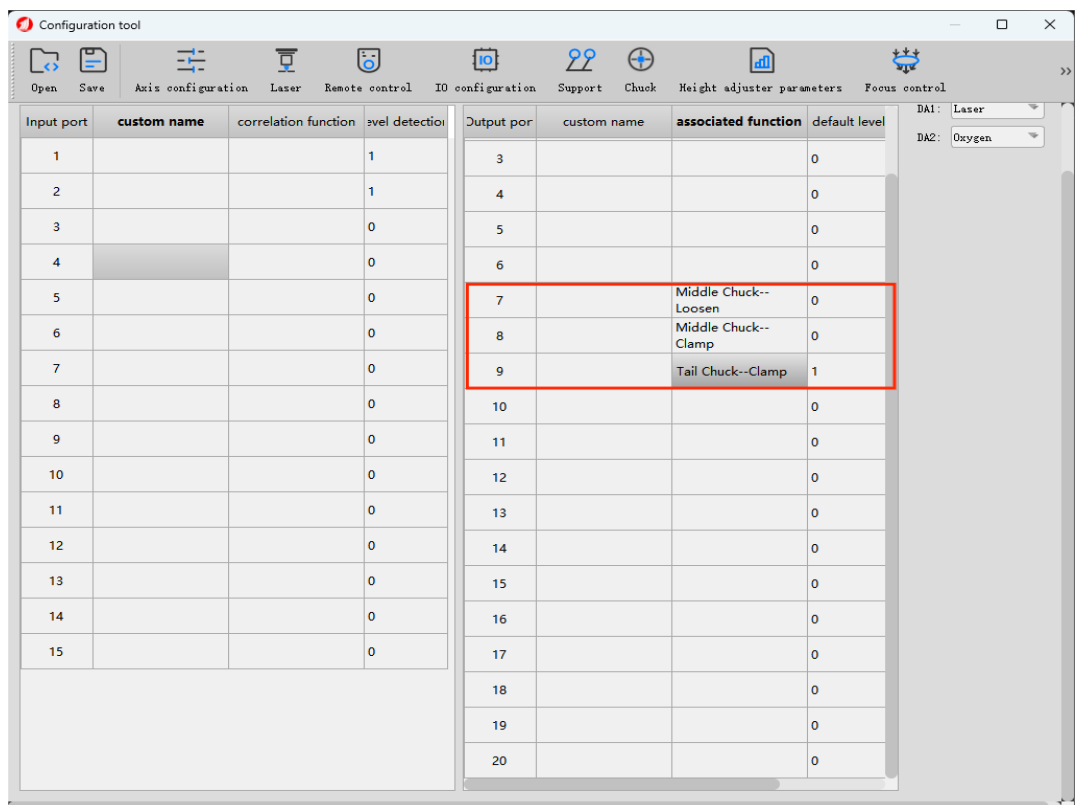 Configuration tool
Open Save Axis configuration Laser Remote control IO configuration Support Chuck Height adjuster parameters Focus control
Input port custom name correlation function evel detection
1 1
2 1
3 0
4 0
5 0
6 0
7 0
8 0
9 0
10 0
11 0
12 0
13 0
14 0
15 0
Output por custom name associated function default level
3 0
4 0
5 0
6 0
7 Middle Chuck-- 0
Loosen
8 Middle Chuck-- 0
Clamp
9 Tail Chuck--Clamp 1
10 0
11 0
12 0
13 0
14 0
15 0
16 0
17 0
18 0
19 0
20 0
DA1: Laser
DA2: Oxygen